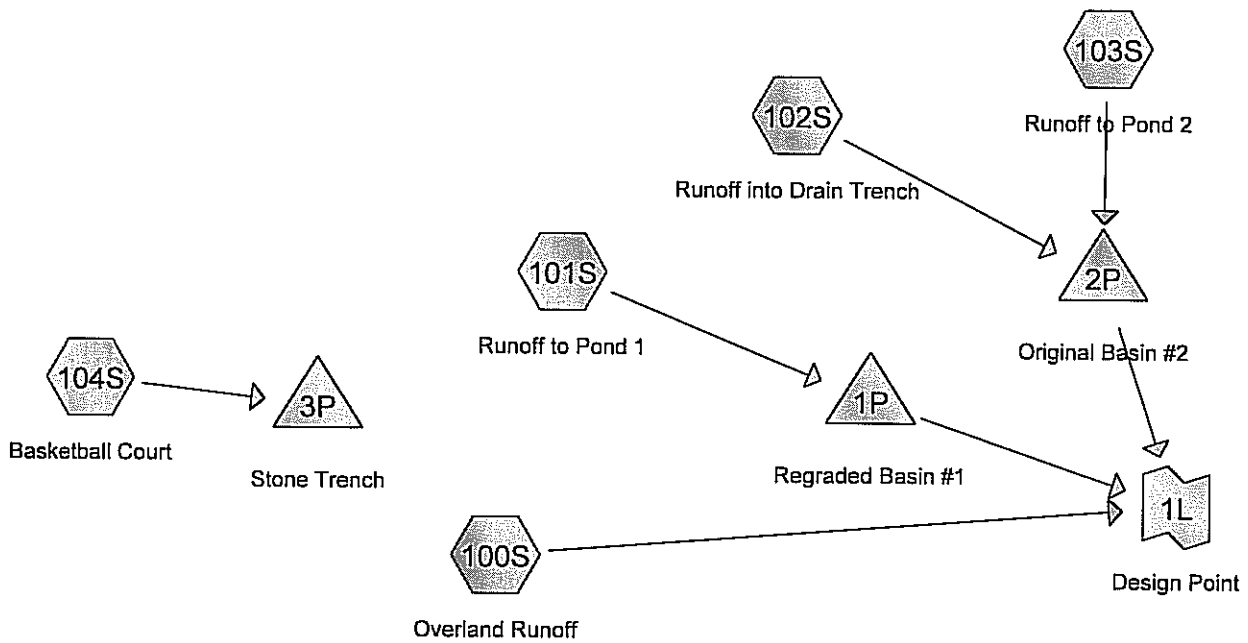 103S
Runoff to Pond 2
102S
Runoff into Drain Trench
101S
Runoff to Pond 1
2P
Original Basin #2
104S
Basketball Court
3P
Stone Trench
1P
Regraded Basin #1
1L
Design Point
100S
Overland Runoff